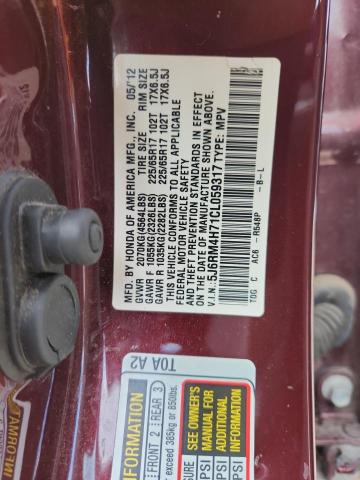 MFD. BY HONDA OF AMERICA MFG., INC. 05/12
TIRE SIZE RIM SIZE
GVWR 2070KG(4564LBS)
GAWR F 1055KG(2326LBS) 225/65R17 102T 17X6.5J
GAWR R 1035KG(2282LBS) 225/65R17 102T 17X6.5J
THIS VEHICLE CONFORMS TO ALL APPLICABLE
FEDERAL MOTOR VEHICLE SAFETY
AND THEFT PREVENTION STANDARDS IN EFFECT
ON THE DATE OF MANUFACTURE SHOWN ABOVE.
V.I.N.: 5J6RM4H71CL059317 TYPE: MPV
T0G C AC6 R548P
-B-L
T0A A2
INFORMATION
FRONT 2 REAR 3
exceed 385kg or 850lbs.
SEE OWNER'S
MANUAL FOR
ADDITIONAL
INFORMATION
PSI
PSI